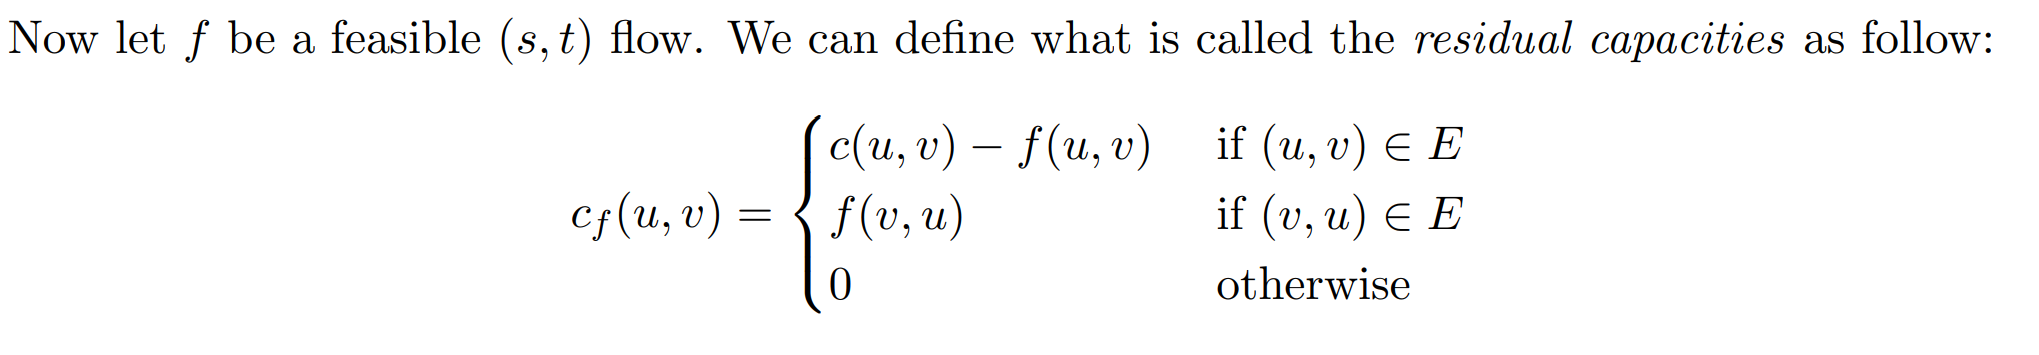 Now let f be a feasible (s, t) flow. We can define what is called the residual capacities as follow:
c_f(u, v) = {
c(u, v) − f(u, v) if (u, v) ∈ E
f(v, u) if (v, u) ∈ E
0 otherwise